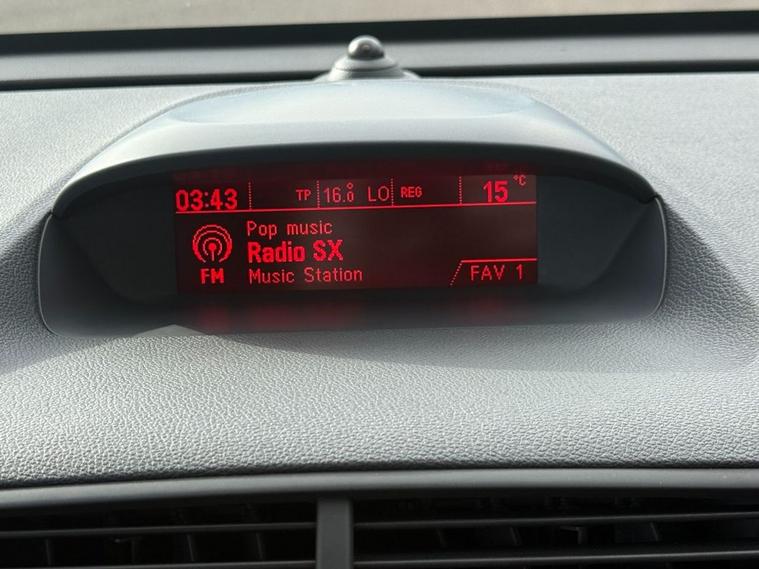 03:43 TP 16.0° LO REG 15 °C
Pop music
Radio SX
FM Music Station FAV 1